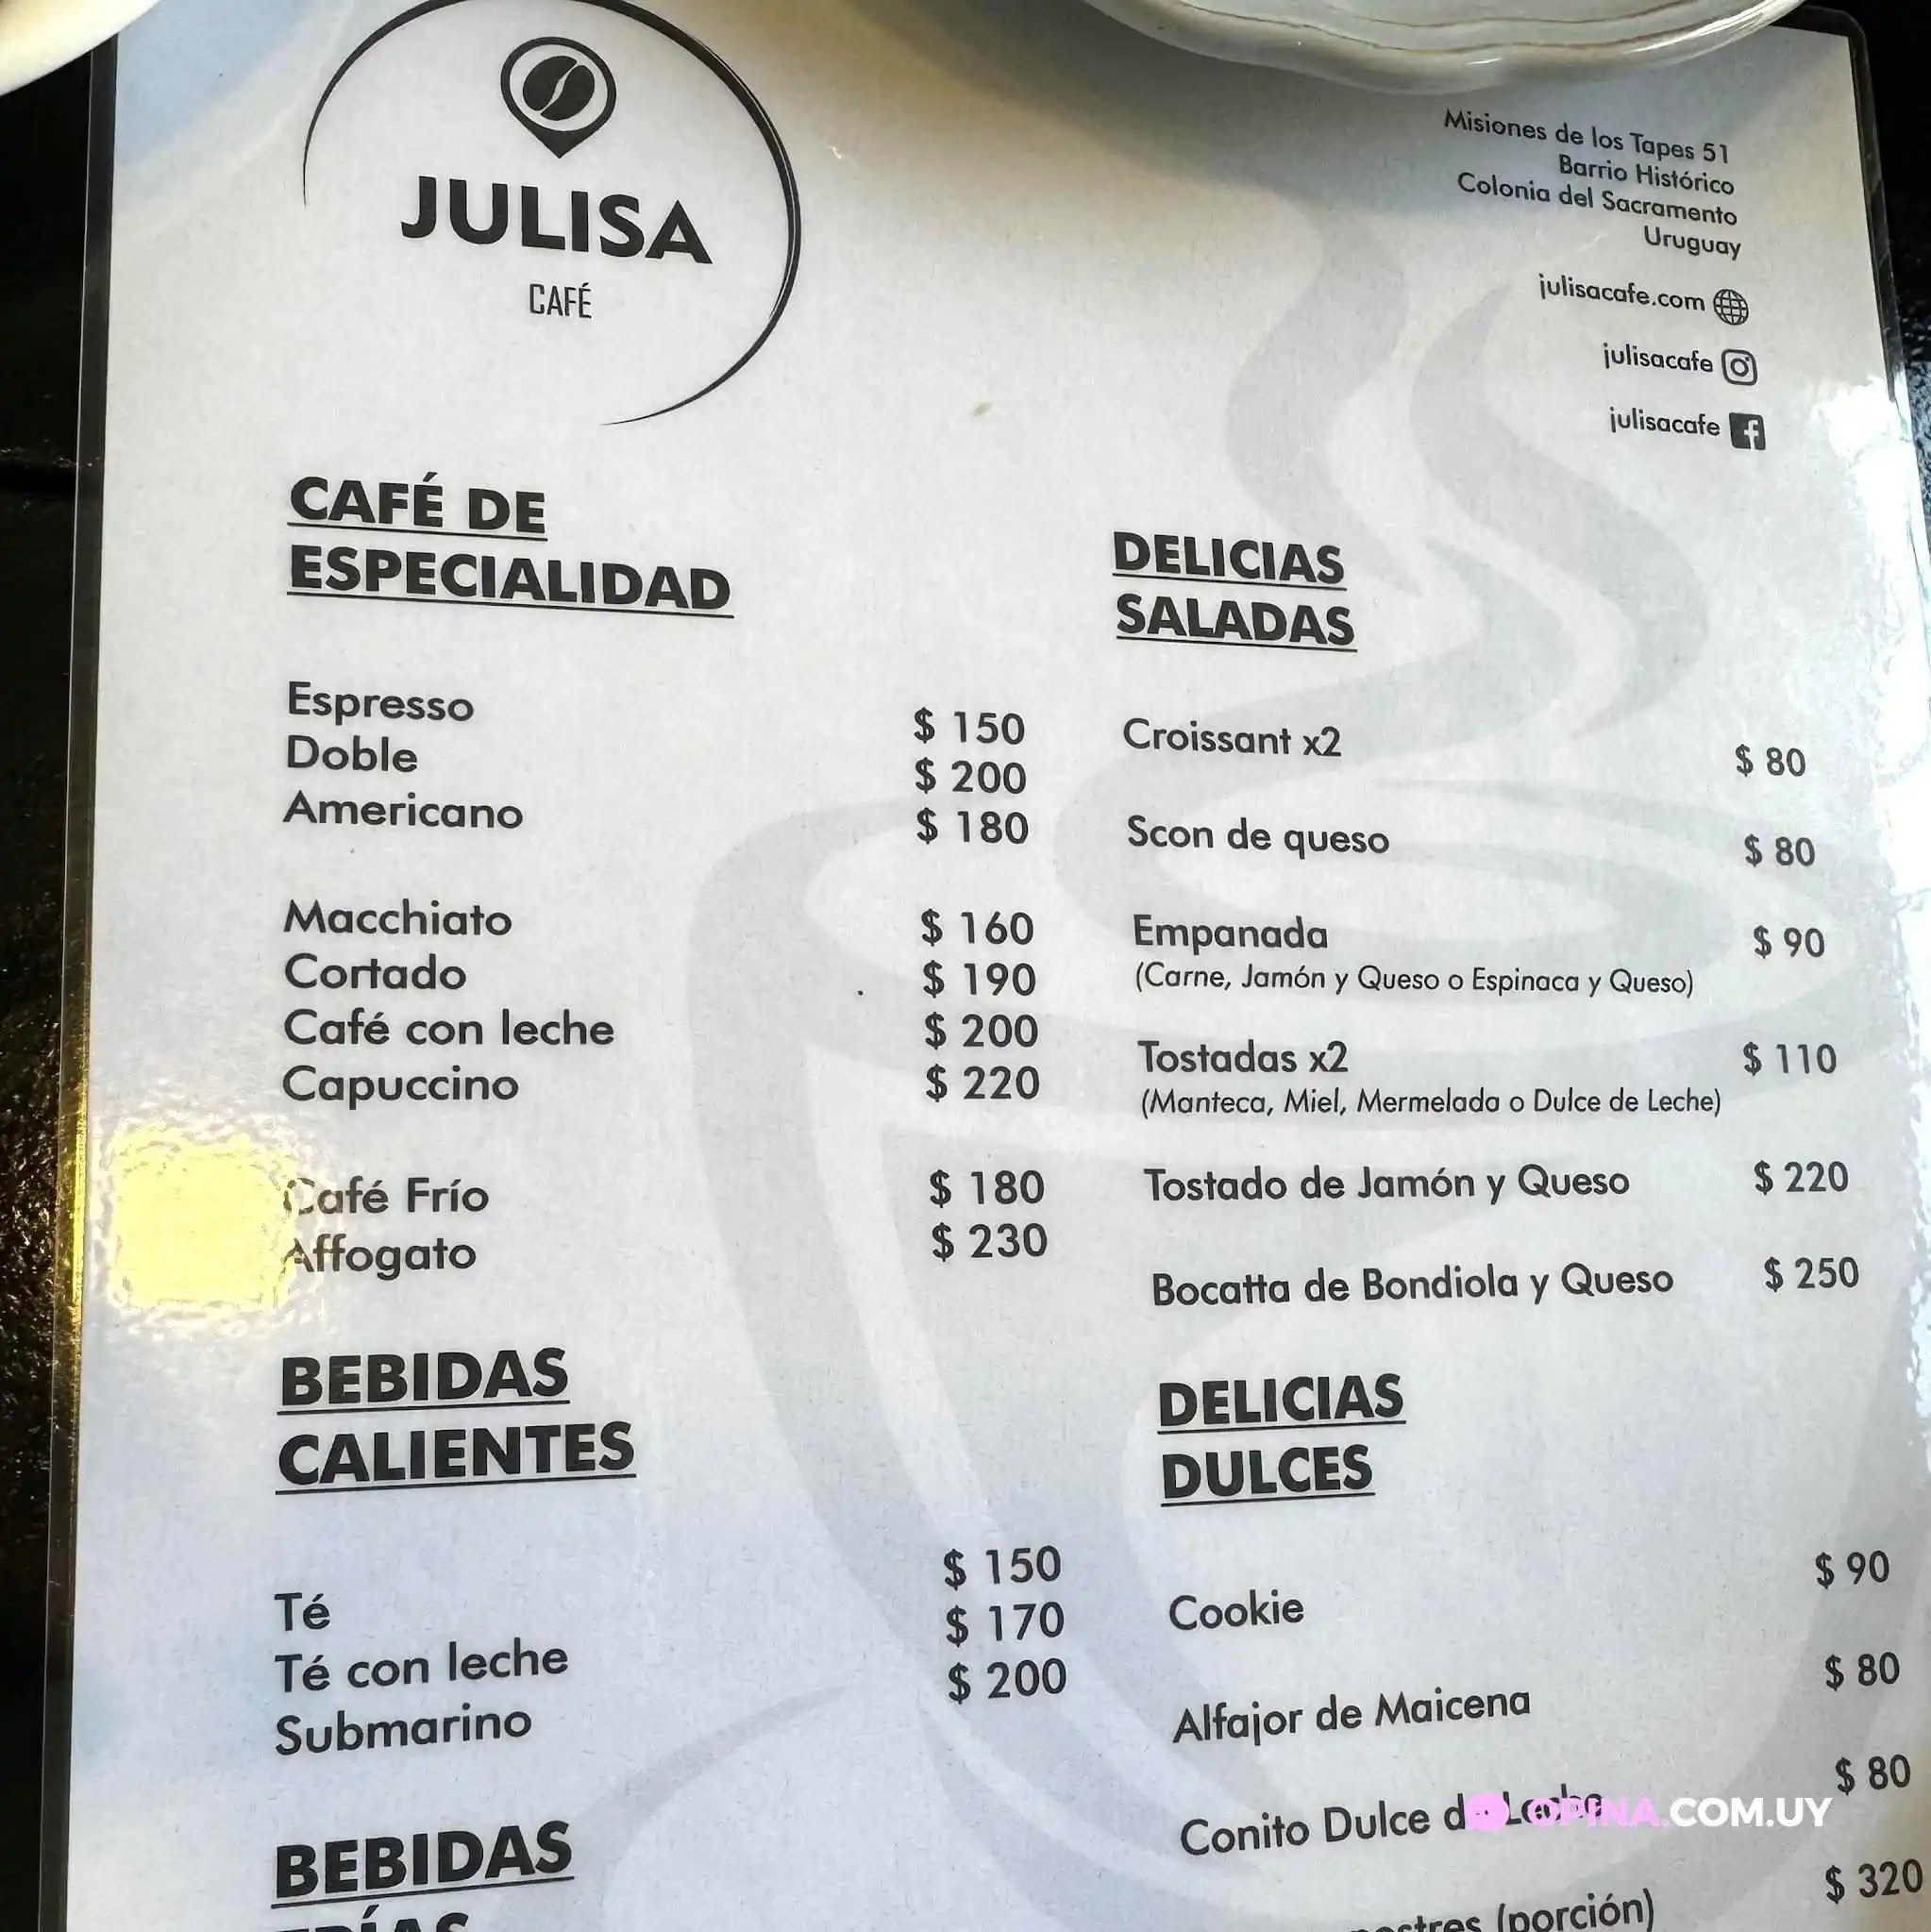 JULISA
CAFÉ
Misiones de los Tapes 51
Barrio Histórico
Colonia del Sacramento
Uruguay
julisacafe.com
julisacafe
julisacafe
CAFÉ DE
ESPECIALIDAD
Espresso $ 150
Doble $ 200
Americano $ 180
Macchiato $ 160
Cortado $ 190
Café con leche $ 200
Capuccino $ 220
Café Frío $ 180
Affogato $ 230
BEBIDAS
CALIENTES
Té $ 150
Té con leche $ 170
Submarino $ 200
BEBIDAS
FRÍAS
DELICIAS
SALADAS
Croissant x2 $ 80
Scon de queso $ 80
Empanada $ 90
(Carne, Jamón y Queso o Espinaca y Queso)
Tostadas x2 $ 110
(Manteca, Miel, Mermelada o Dulce de Leche)
Tostado de Jamón y Queso $ 220
Bocatta de Bondiola y Queso $ 250
DELICIAS
DULCES
Cookie $ 90
Alfajor de Maicena $ 80
Conito Dulce de Leche $ 80
(porción) $ 320
OPINA.COM.UY